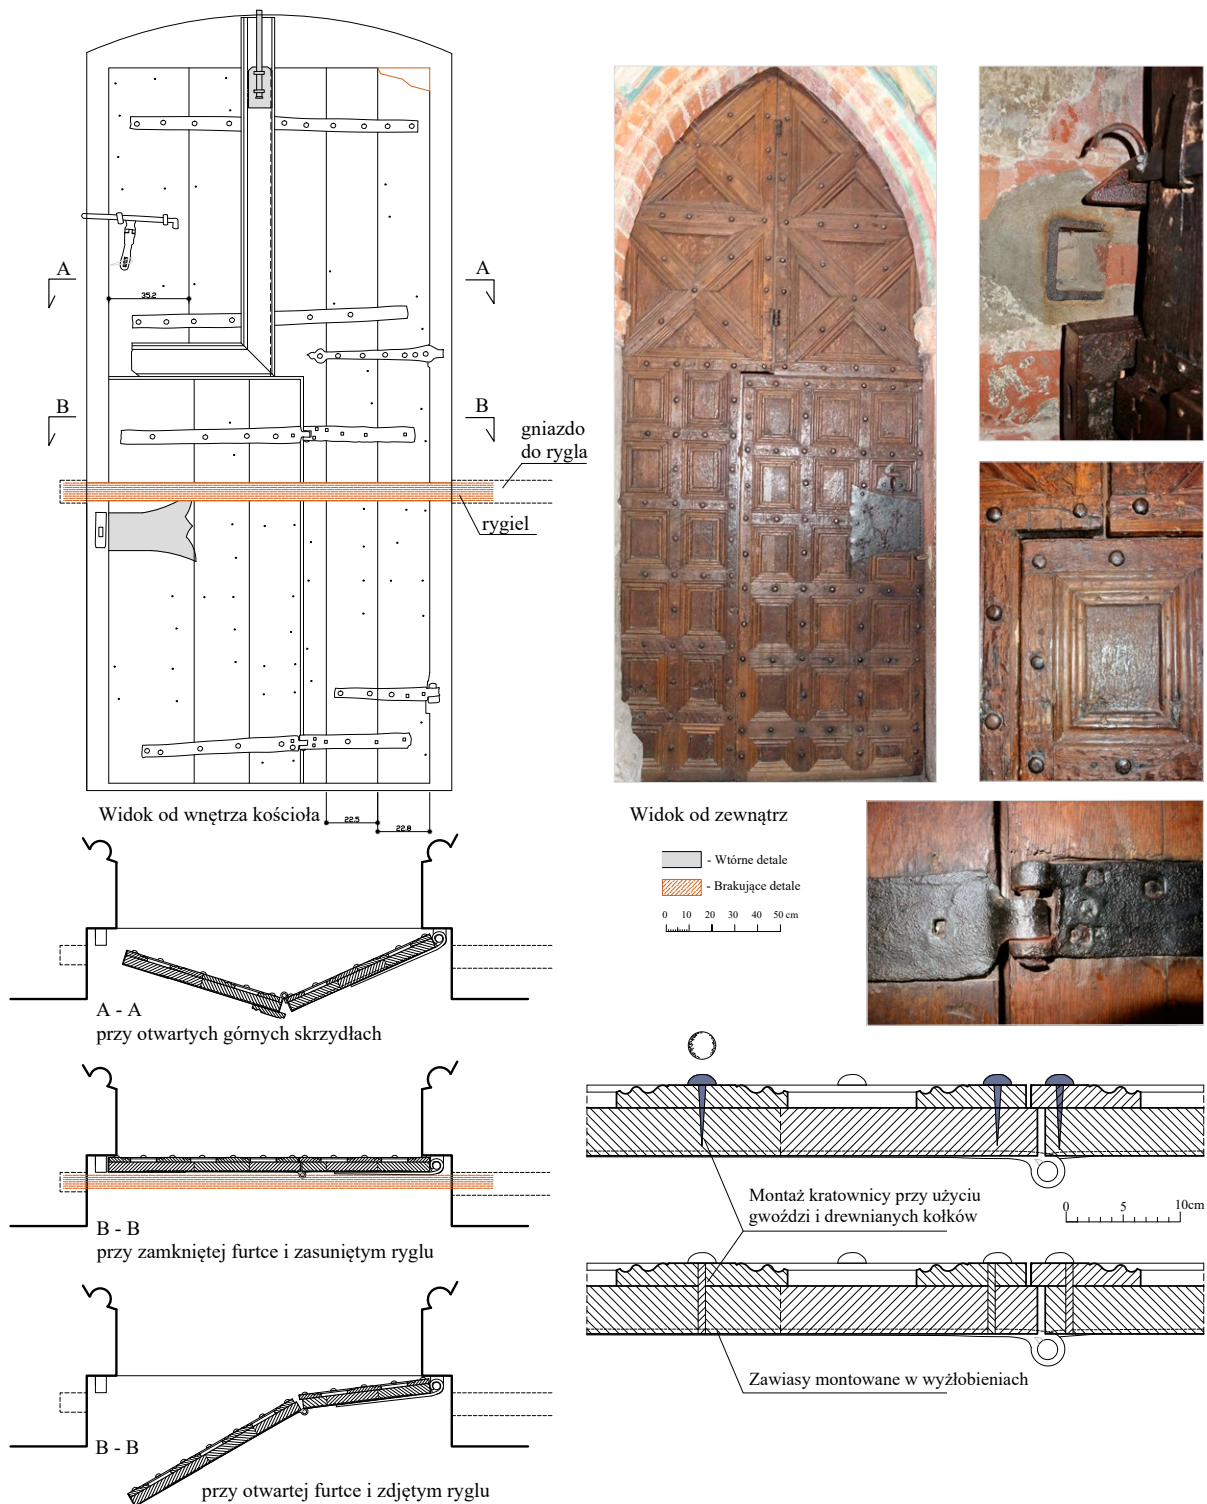 A
A
35.2
B
B
gniazdo
do rygla
rygiel
Widok od wnętrza kościoła
22.5
22.8
Widok od zewnątrz
- Wtórne detale
- Brakujące detale
0 10 20 30 40 50 cm
A - A
przy otwartych górnych skrzydłach
B - B
przy zamkniętej furtce i zasuniętym ryglu
Montaż kratownicy przy użyciu
gwoździ i drewnianych kołków
0 5 10cm
Zawiasy montowane w wyżłobieniach
B - B
przy otwartej furtce i zdjętym ryglu